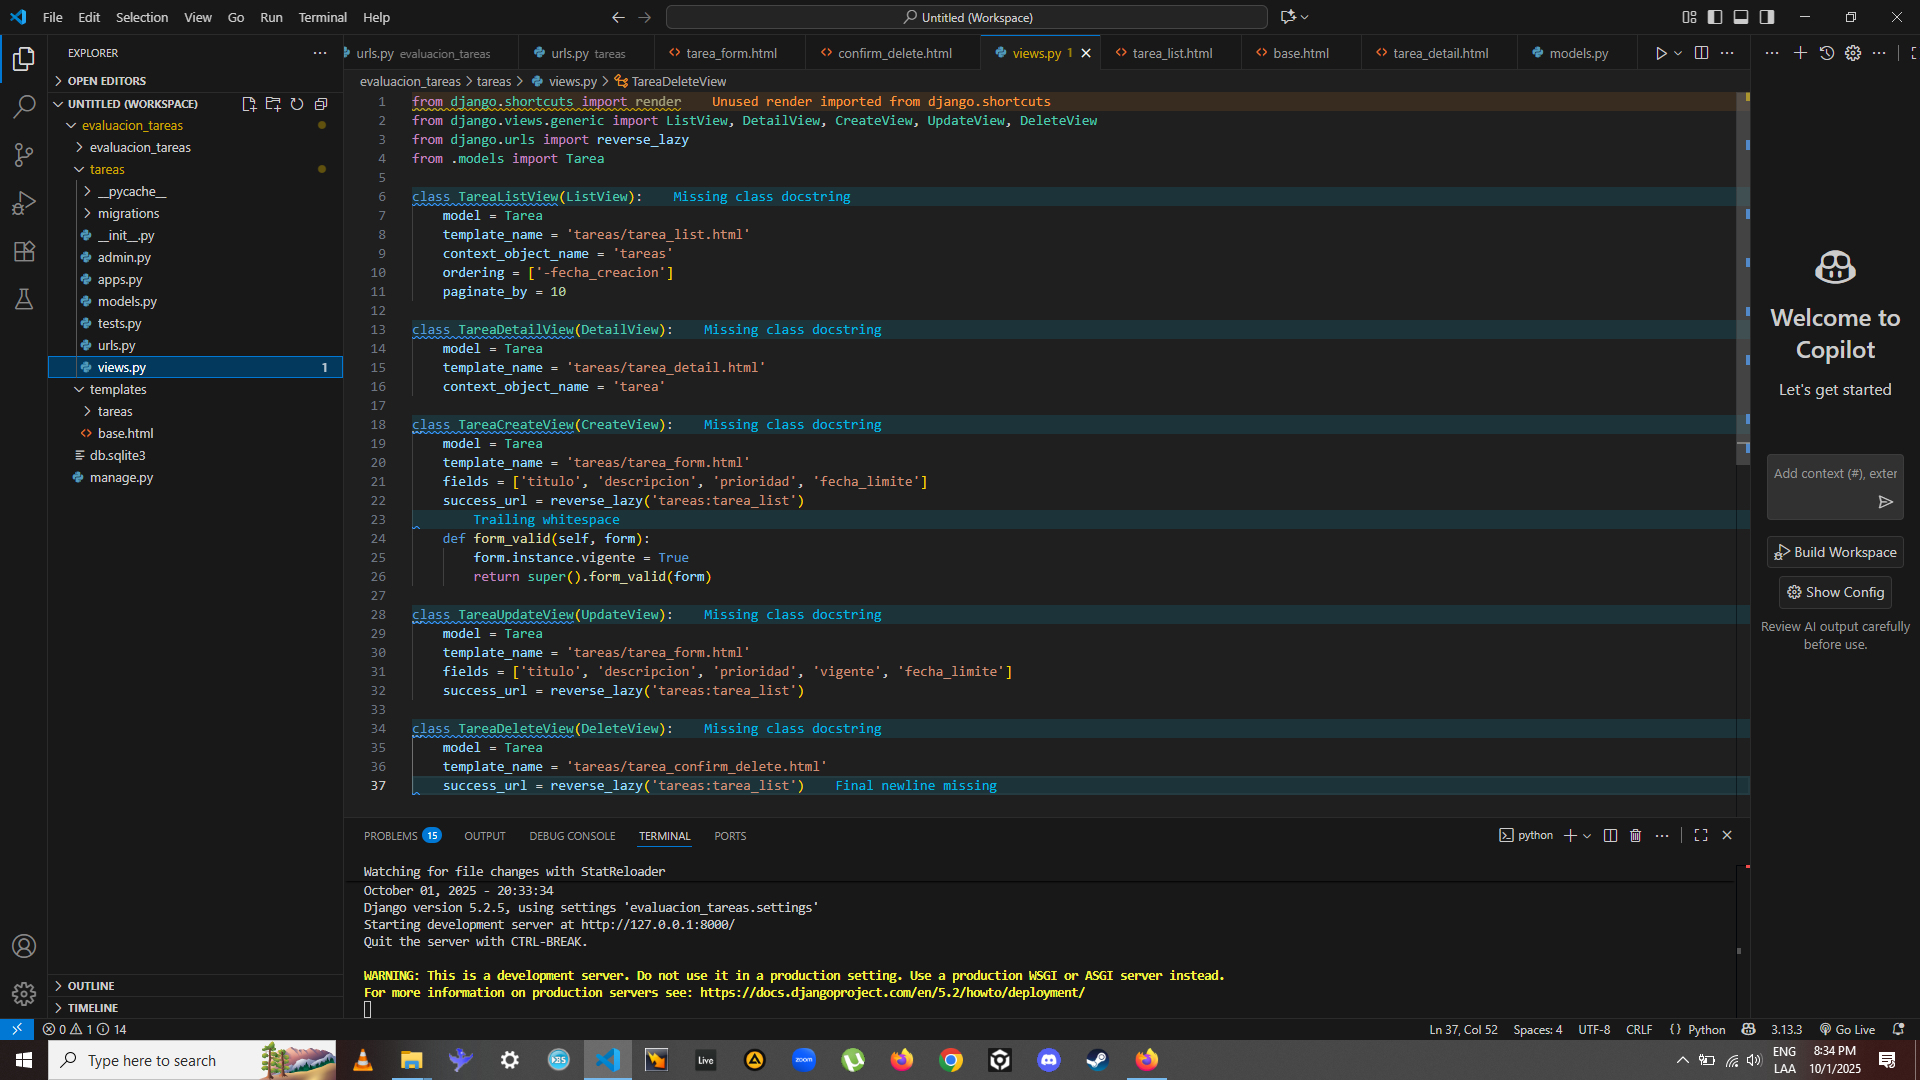 File Edit Selection View Go Run Terminal Help
Untitled (Workspace)
EXPLORER
OPEN EDITORS
UNTITLED (WORKSPACE)
evaluacion_tareas
evaluacion_tareas
tareas
__pycache__
migrations
__init__.py
admin.py
apps.py
models.py
tests.py
urls.py
views.py 1
templates
tareas
base.html
db.sqlite3
manage.py
OUTLINE
TIMELINE
urls.py evaluacion_tareas
urls.py tareas
tarea_form.html
confirm_delete.html
views.py 1
tarea_list.html
base.html
tarea_detail.html
models.py
evaluacion_tareas > tareas > views.py > TareaDeleteView
1 from django.shortcuts import render Unused render imported from django.shortcuts
2 from django.views.generic import ListView, DetailView, CreateView, UpdateView, DeleteView
3 from django.urls import reverse_lazy
4 from .models import Tarea
5
6 class TareaListView(ListView): Missing class docstring
7 model = Tarea
8 template_name = 'tareas/tarea_list.html'
9 context_object_name = 'tareas'
10 ordering = ['-fecha_creacion']
11 paginate_by = 10
12
13 class TareaDetailView(DetailView): Missing class docstring
14 model = Tarea
15 template_name = 'tareas/tarea_detail.html'
16 context_object_name = 'tarea'
17
18 class TareaCreateView(CreateView): Missing class docstring
19 model = Tarea
20 template_name = 'tareas/tarea_form.html'
21 fields = ['titulo', 'descripcion', 'prioridad', 'fecha_limite']
22 success_url = reverse_lazy('tareas:tarea_list')
23 Trailing whitespace
24 def form_valid(self, form):
25 form.instance.vigente = True
26 return super().form_valid(form)
27
28 class TareaUpdateView(UpdateView): Missing class docstring
29 model = Tarea
30 template_name = 'tareas/tarea_form.html'
31 fields = ['titulo', 'descripcion', 'prioridad', 'vigente', 'fecha_limite']
32 success_url = reverse_lazy('tareas:tarea_list')
33
34 class TareaDeleteView(DeleteView): Missing class docstring
35 model = Tarea
36 template_name = 'tareas/tarea_confirm_delete.html'
37 success_url = reverse_lazy('tareas:tarea_list') Final newline missing
PROBLEMS 15 OUTPUT DEBUG CONSOLE TERMINAL PORTS
python
Watching for file changes with StatReloader
October 01, 2025 - 20:33:34
Django version 5.2.5, using settings 'evaluacion_tareas.settings'
Starting development server at http://127.0.0.1:8000/
Quit the server with CTRL-BREAK.
WARNING: This is a development server. Do not use it in a production setting. Use a production WSGI or ASGI server instead.
For more information on production servers see: https://docs.djangoproject.com/en/5.2/howto/deployment/
Welcome to
Copilot
Let's get started
Add context (#), exter
Build Workspace
Show Config
Review AI output carefully
before use.
0 1 14
Ln 37, Col 52 Spaces: 4 UTF-8 CRLF { } Python 3.13.3 Go Live
Type here to search
Live
zoom
ENG
LAA
8:34 PM
10/1/2025